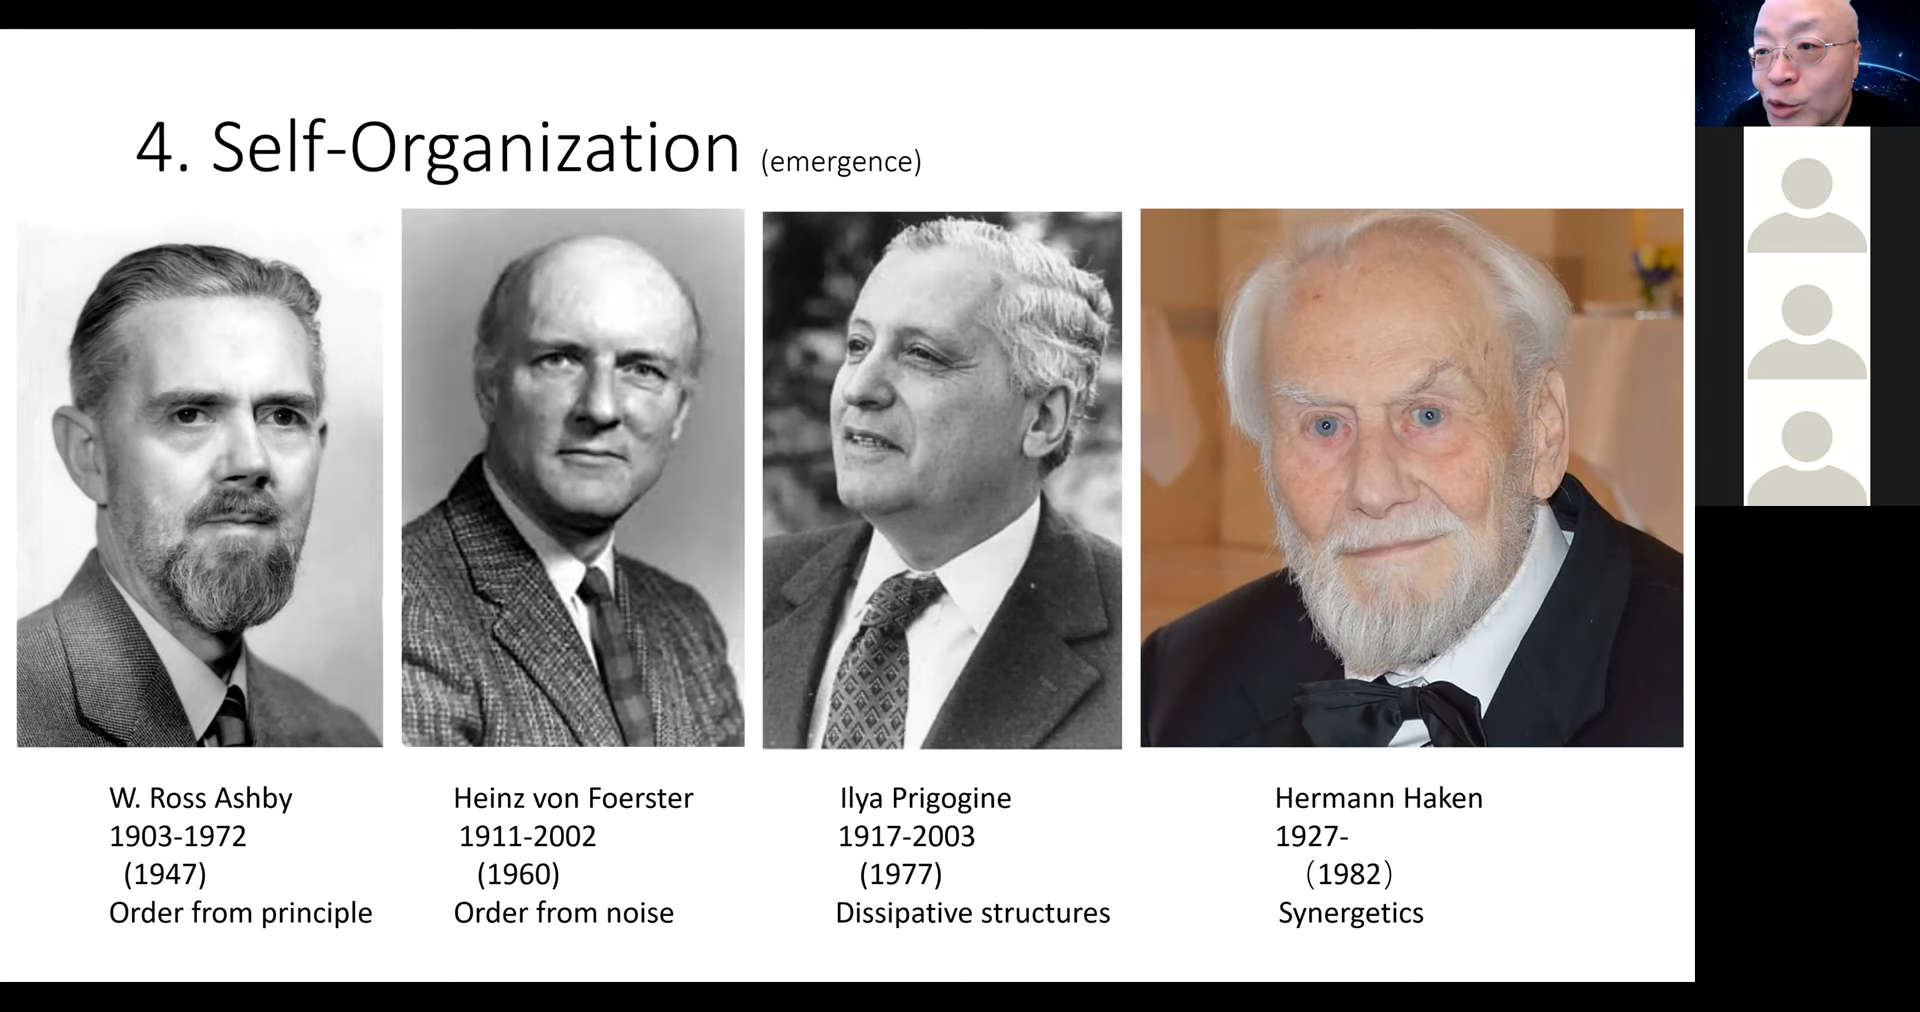 4. Self-Organization (emergence)
W. Ross Ashby
1903-1972
(1947)
Order from principle
Heinz von Foerster
1911-2002
(1960)
Order from noise
Ilya Prigogine
1917-2003
(1977)
Dissipative structures
Hermann Haken
1927-
（1982）
Synergetics